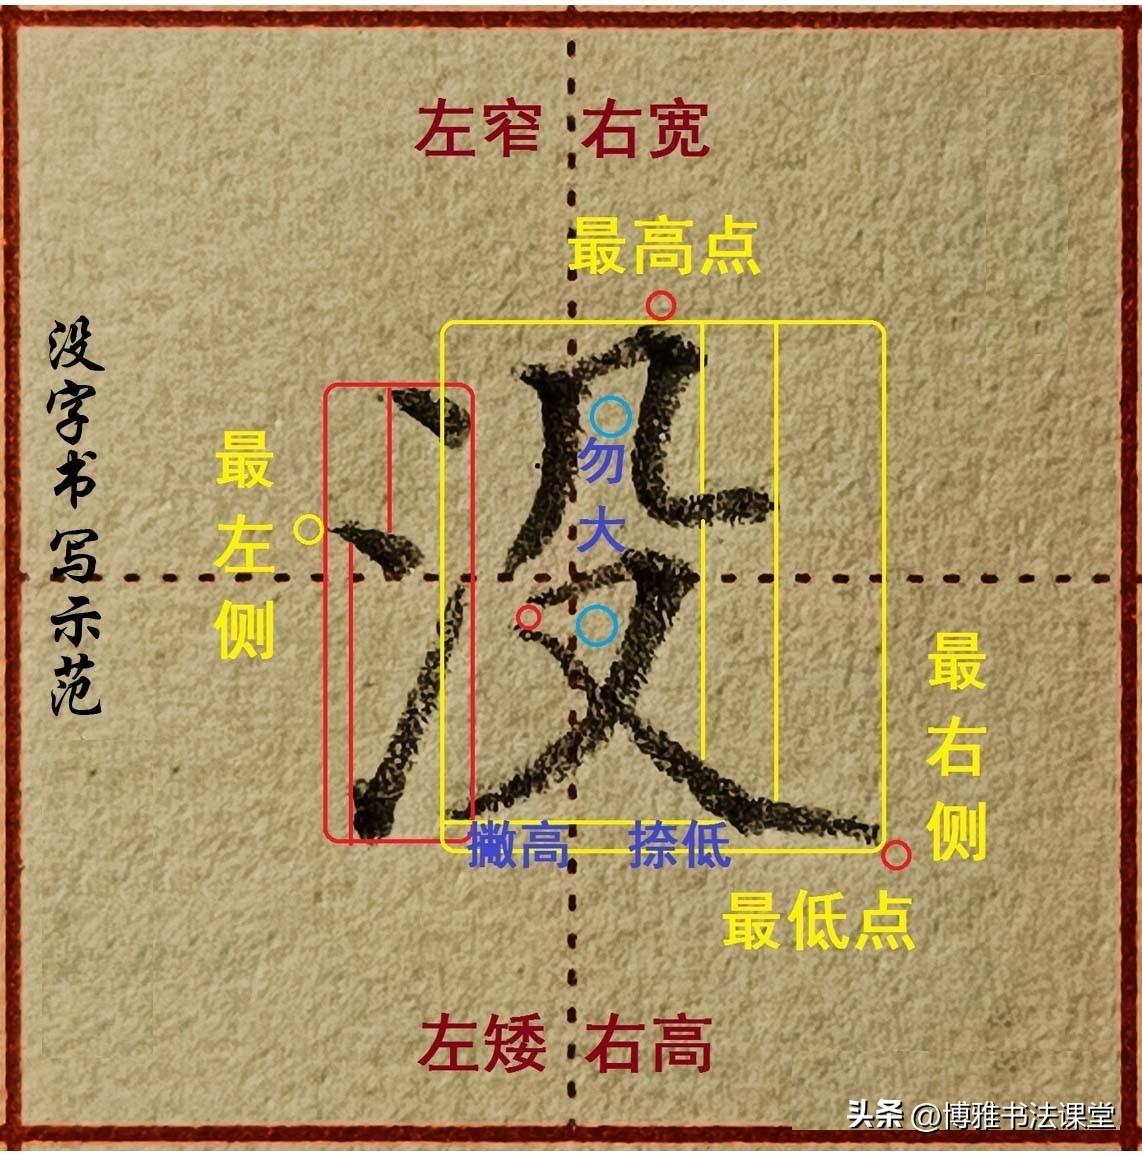 左窄 右宽
最高点
没字书写示范
最左侧
勿大
没
最右侧
撇高 捺低
最低点
左矮 右高
头条 @博雅书法课堂